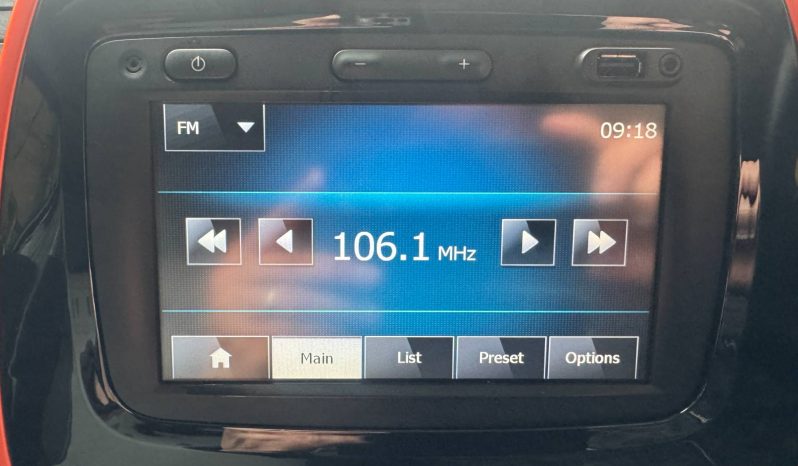 FM
09:18
106.1 MHz
Main List Preset Options